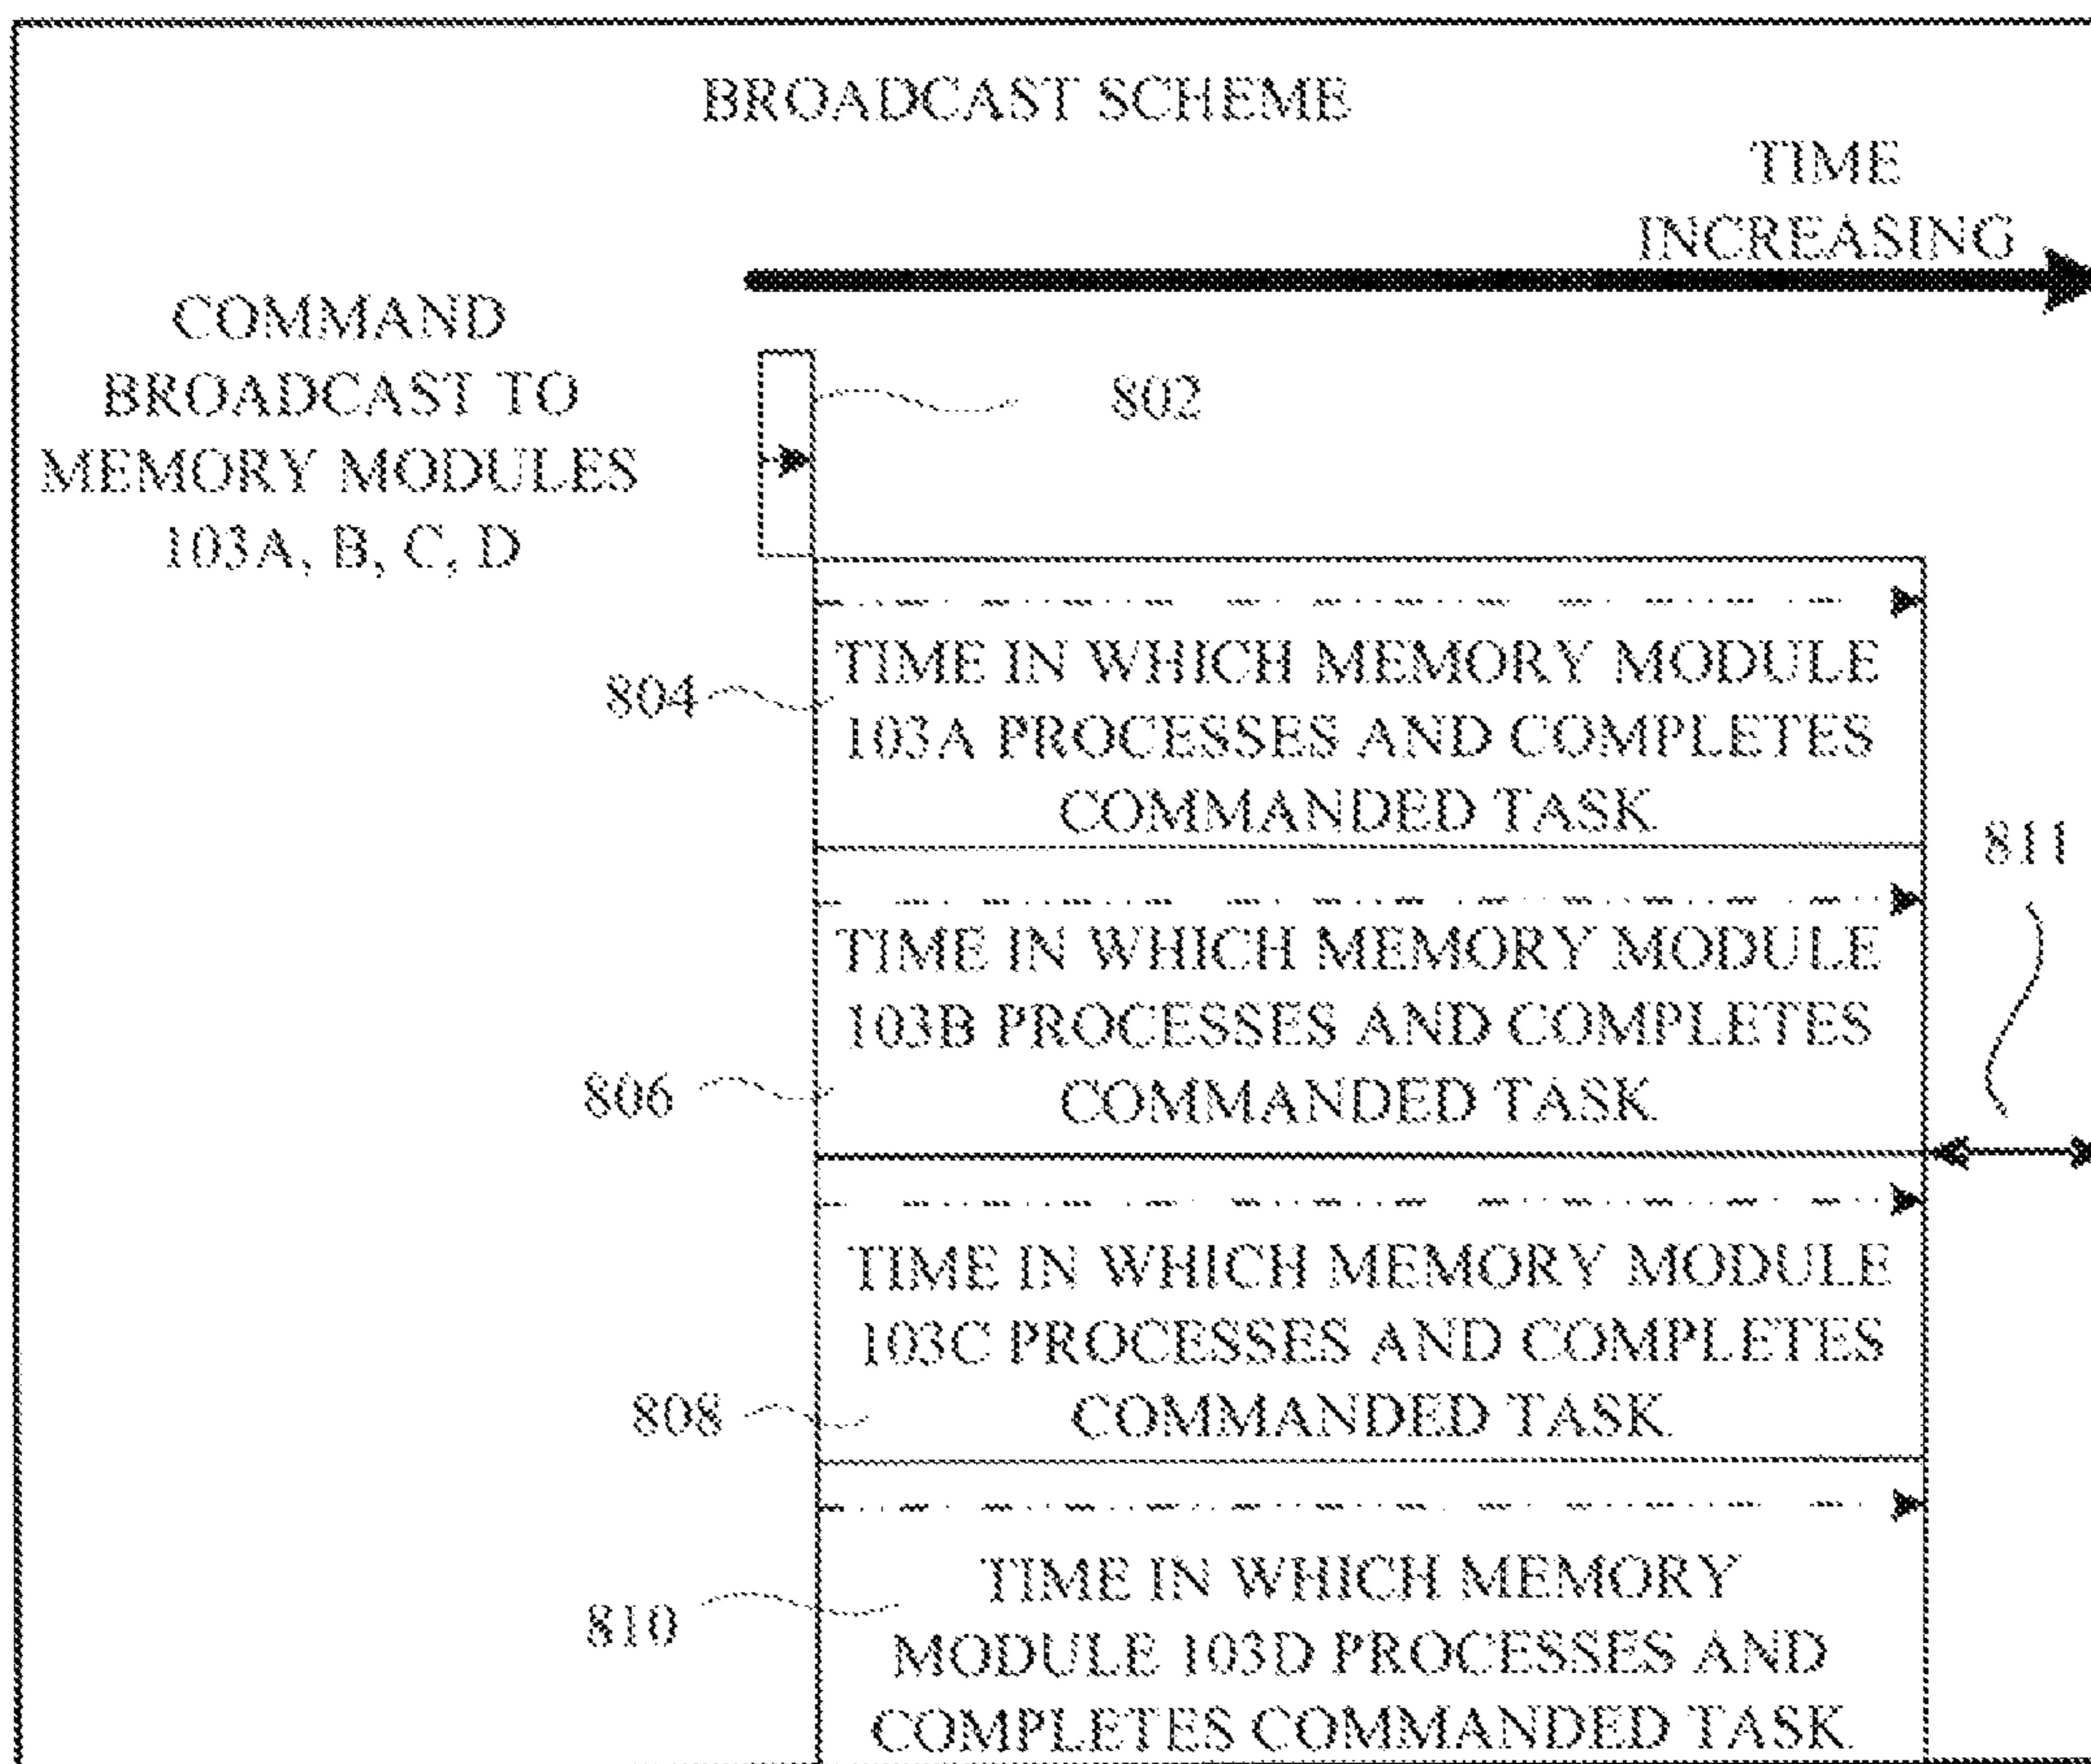 BROADCAST SCHEME
TIME
INCREASING
COMMAND
BROADCAST TO
MEMORY MODULES
103A, B, C, D
802
TIME IN WHICH MEMORY MODULE
103A PROCESSES AND COMPLETES
COMMANDED TASK
804
811
TIME IN WHICH MEMORY MODULE
103B PROCESSES AND COMPLETES
COMMANDED TASK
806
TIME IN WHICH MEMORY MODULE
103C PROCESSES AND COMPLETES
COMMANDED TASK
808
TIME IN WHICH MEMORY
MODULE 103D PROCESSES AND
COMPLETES COMMANDED TASK
810